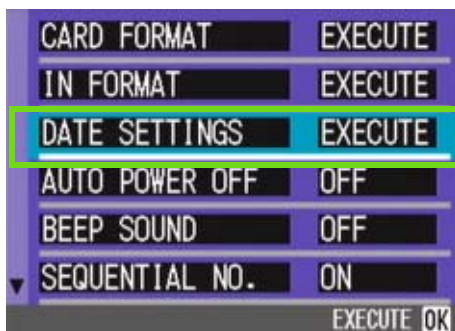 CARD FORMAT EXECUTE
IN FORMAT EXECUTE
DATE SETTINGS EXECUTE
AUTO POWER OFF OFF
BEEP SOUND OFF
SEQUENTIAL NO. ON
EXECUTE OK